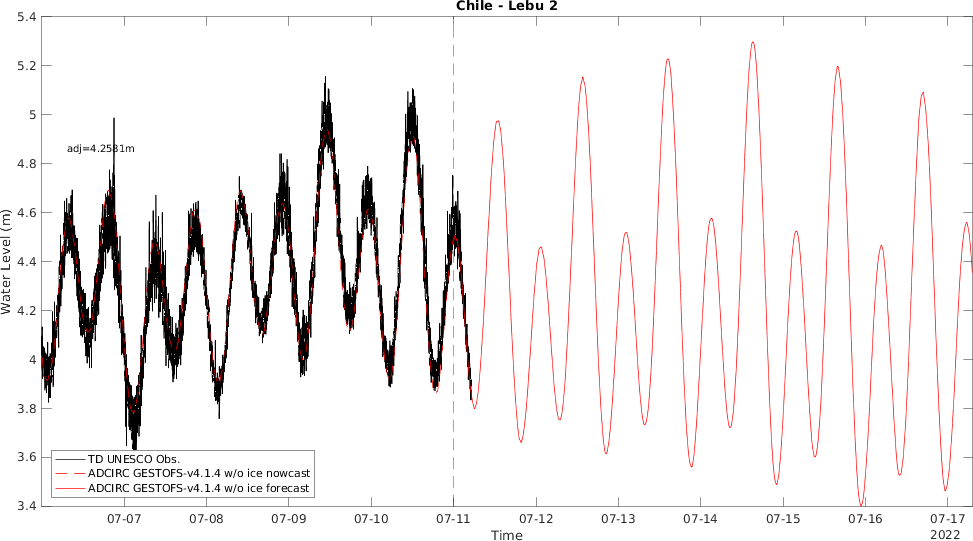 Chile - Lebu 2
5.4
5.2
5
4.8
4.6
4.4
4.2
4
3.8
3.6
3.4
Water Level (m)
adj=4.2581m
TD UNESCO Obs.
ADCIRC GESTOFS-v4.1.4 w/o ice nowcast
ADCIRC GESTOFS-v4.1.4 w/o ice forecast
07-07 07-08 07-09 07-10 07-11 07-12 07-13 07-14 07-15 07-16 07-17
Time
2022